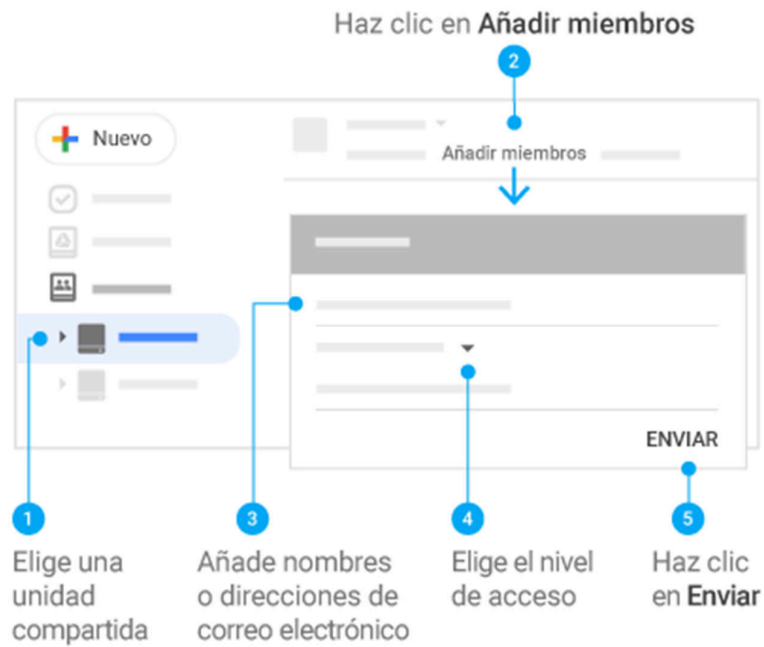 Haz clic en Añadir miembros
2
Nuevo
Añadir miembros
ENVIAR
1
Elige una
unidad
compartida
3
Añade nombres
o direcciones de
correo electrónico
4
Elige el nivel
de acceso
5
Haz clic
en Enviar